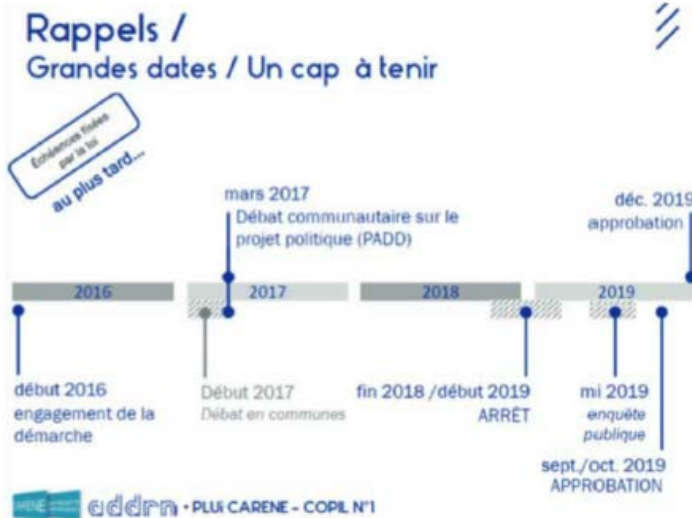 Rappels /
Grandes dates / Un cap à tenir
Échéances fixées
par la loi
au plus tard...
mars 2017
Débat communautaire sur le
projet politique (PADD)
déc. 2019
approbation
2016
2017
2018
2019
début 2016
engagement de la
démarche
Début 2017
Débat en communes
fin 2018 /début 2019
ARRÊT
mi 2019
enquête
publique
sept./oct. 2019
APPROBATION
CARENE
addrn • PLUi CARENE – COPIL N°1